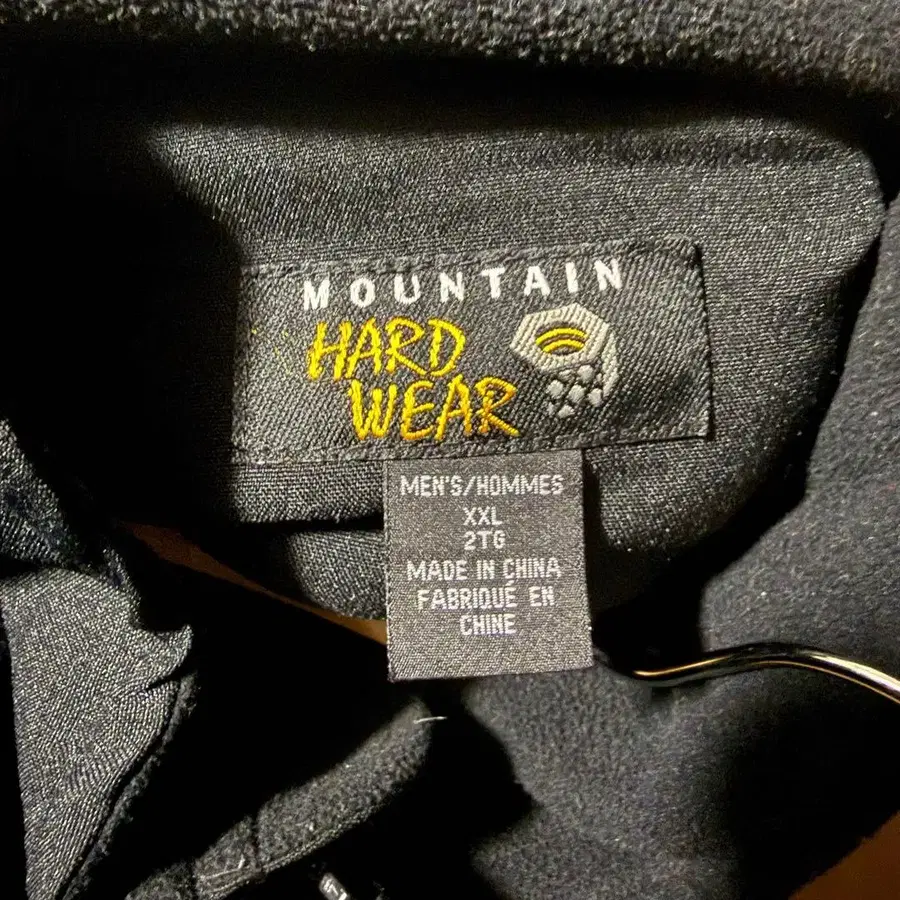 MOUNTAIN
HARD
WEAR
MEN'S/HOMMES
XXL
2TG
MADE IN CHINA
FABRIQUÉ EN
CHINE